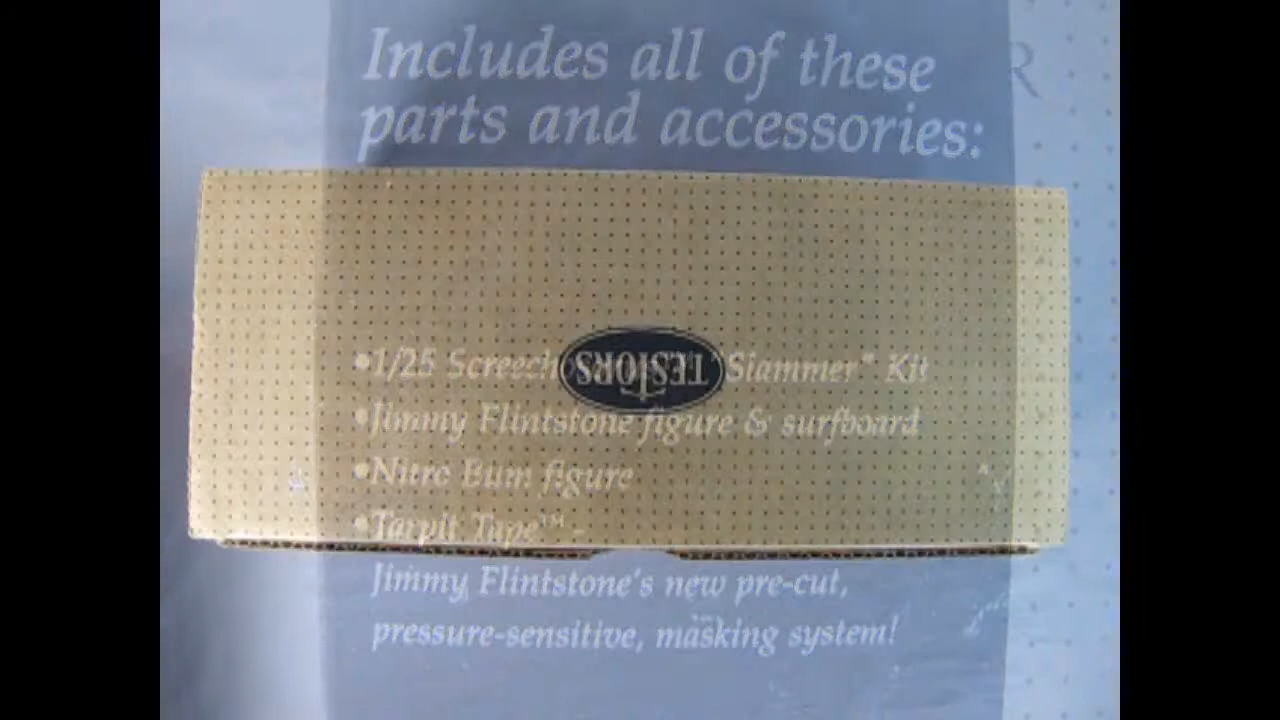 Includes all of these
parts and accessories:
R
•1/25 Screech "Slammer" Kit
TESTORS
•Jimmy Flintstone figure & surfboard
•Nitro Bum figure
•Tarpit Tape™ -
Jimmy Flintstone's new pre-cut,
pressure-sensitive, masking system!